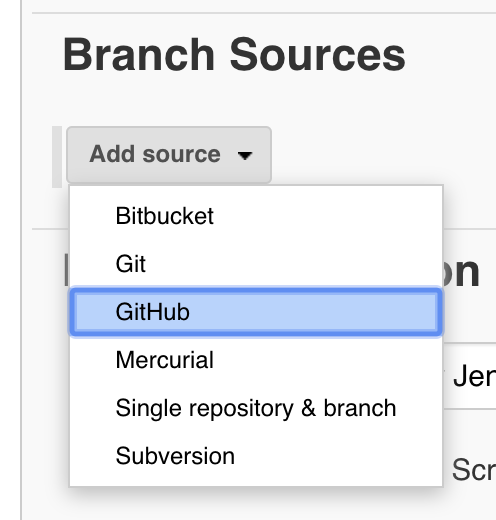 Branch Sources
Add source
Bitbucket
Git
GitHub
Mercurial
Single repository & branch
Subversion